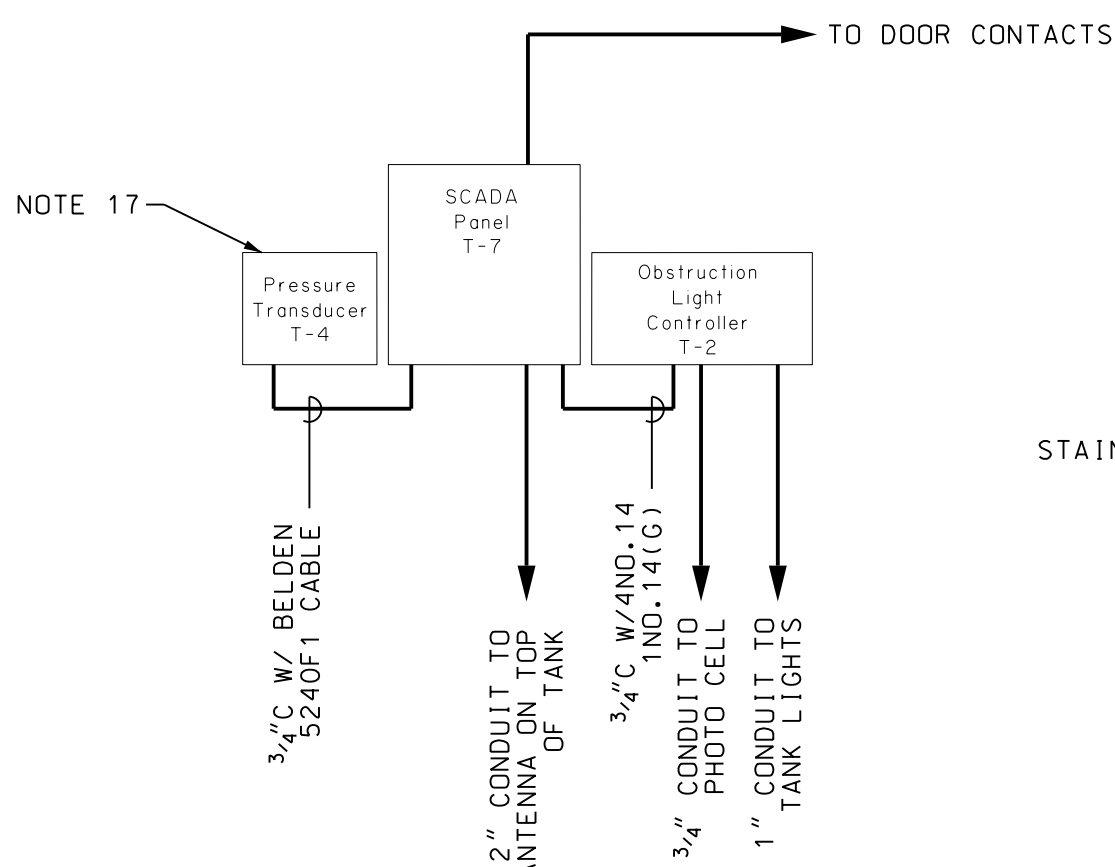 TO DOOR CONTACTS
NOTE 17
SCADA
Panel
T-7
Pressure
Transducer
T-4
Obstruction
Light
Controller
T-2
STAIN
3/4"C W/ BELDEN
5240F1 CABLE
2" CONDUIT TO
ANTENNA ON TOP
OF TANK
3/4"C W/4NO.14
1NO.14(G)
3/4" CONDUIT TO
PHOTO CELL
1" CONDUIT TO
TANK LIGHTS